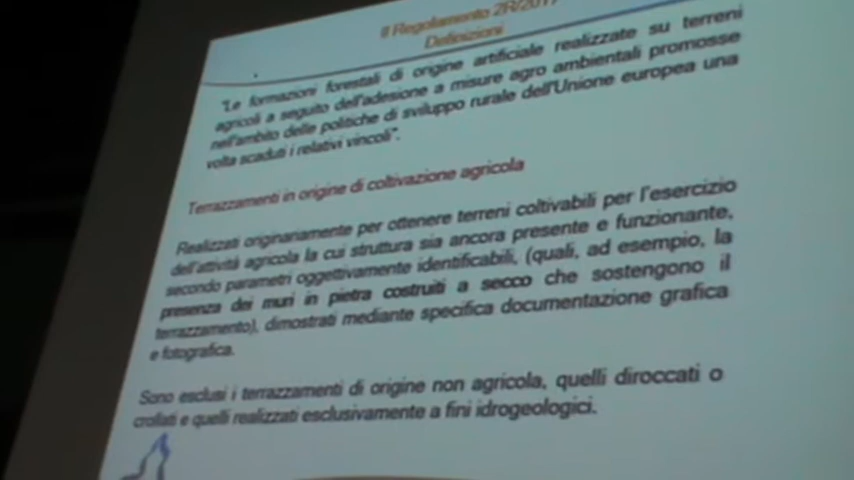 Il Regolamento 2R/2017
Definizioni
"Le formazioni forestali di origine artificiale realizzate su terreni
agricoli a seguito dell'adesione a misure agro ambientali promosse
nell'ambito delle politiche di sviluppo rurale dell'Unione europea una
volta scaduti i relativi vincoli".
Terrazzamenti in origine di coltivazione agricola
Realizzati originariamente per ottenere terreni coltivabili per l'esercizio
dell'attività agricola la cui struttura sia ancora presente e funzionante,
secondo parametri oggettivamente identificabili, (quali, ad esempio, la
presenza dei muri in pietra costruiti a secco che sostengono il
terrazzamento), dimostrati mediante specifica documentazione grafica
e fotografica.
Sono esclusi i terrazzamenti di origine non agricola, quelli diroccati o
crollati e quelli realizzati esclusivamente a fini idrogeologici.